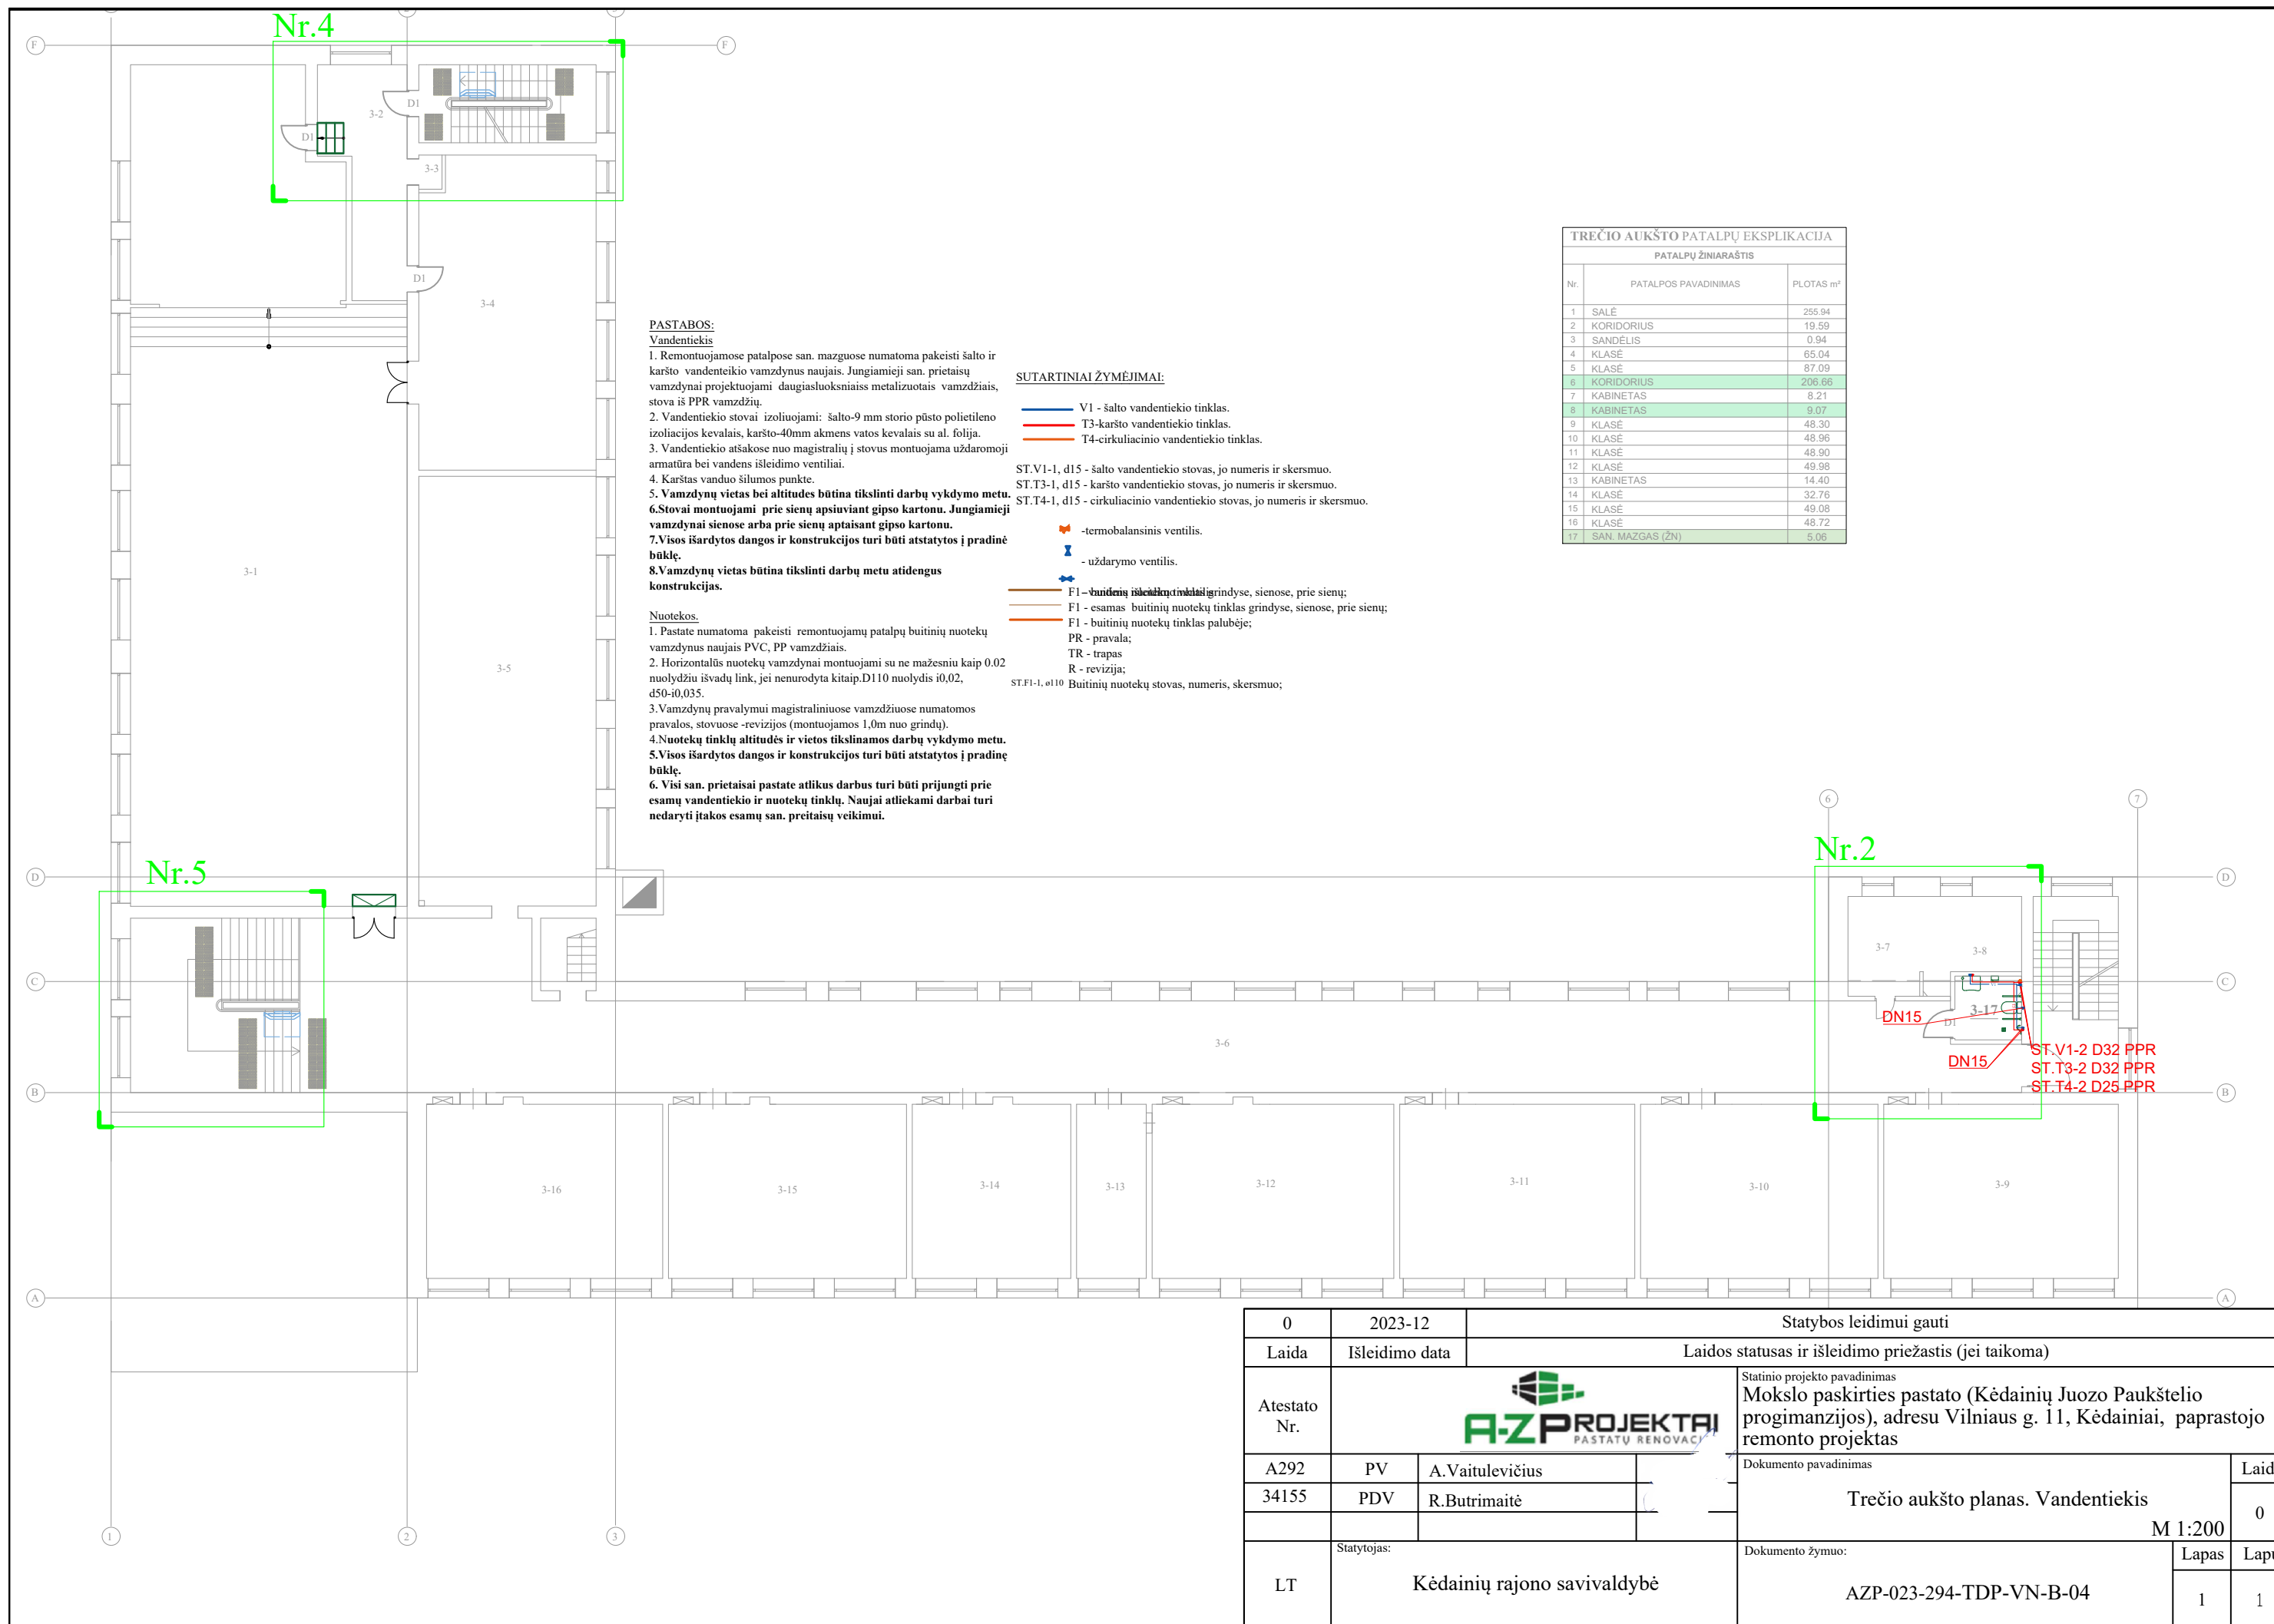 Nr.4
F
F
D1
3-2
D1
3-3
D1
3-4
3-1
3-5
PASTABOS:
Vandentiekis
1. Remontuojamose patalpose san. mazguose numatoma pakeisti šalto ir
karšto vandenteikio vamzdynus naujais. Jungiamieji san. prietaisų
vamzdynai projektuojami daugiasluoksniaiss metalizuotais vamzdžiais,
stova iš PPR vamzdžių.
2. Vandentiekio stovai izoliuojami: šalto-9 mm storio pūsto polietileno
izoliacijos kevalais, karšto-40mm akmens vatos kevalais su al. folija.
3. Vandentiekio atšakose nuo magistralių į stovus montuojama uždaromoji
armatūra bei vandens išleidimo ventiliai.
4. Karštas vanduo šilumos punkte.
5. Vamzdynų vietas bei altitudes būtina tikslinti darbų vykdymo metu.
6.Stovai montuojami prie sienų apsiuviant gipso kartonu. Jungiamieji
vamzdynai sienose arba prie sienų aptaisant gipso kartonu.
7.Visos išardytos dangos ir konstrukcijos turi būti atstatytos į pradinę
būklę.
8.Vamzdynų vietas būtina tikslinti darbų metu atidengus
konstrukcijas.
Nuotekos.
1. Pastate numatoma pakeisti remontuojamų patalpų buitinių nuotekų
vamzdynus naujais PVC, PP vamzdžiais.
2. Horizontalūs nuotekų vamzdynai montuojami su ne mažesniu kaip 0.02
nuolydžiu išvadų link, jei nenurodyta kitaip.D110 nuolydis i0,02,
d50-i0,035.
3.Vamzdynų pravalymui magistraliniuose vamzdžiuose numatomos
pravalos, stovuose -revizijos (montuojamos 1,0m nuo grindų).
4.Nuotekų tinklų altitudės ir vietos tikslinamos darbų vykdymo metu.
5.Visos išardytos dangos ir konstrukcijos turi būti atstatytos į pradinę
būklę.
6. Visi san. prietaisai pastate atlikus darbus turi būti prijungti prie
esamų vandentiekio ir nuotekų tinklų. Naujai atliekami darbai turi
nedaryti įtakos esamų san. preitaisų veikimui.
SUTARTINIAI ŽYMĖJIMAI:
V1 - šalto vandentiekio tinklas.
T3-karšto vandentiekio tinklas.
T4-cirkuliacinio vandentiekio tinklas.
ST.V1-1, d15 - šalto vandentiekio stovas, jo numeris ir skersmuo.
ST.T3-1, d15 - karšto vandentiekio stovas, jo numeris ir skersmuo.
ST.T4-1, d15 - cirkuliacinio vandentiekio stovas, jo numeris ir skersmuo.
-termobalansinis ventilis.
- uždarymo ventilis.
F1 grindyse, sienose, prie sienų;
F1 - esamas buitinių nuotekų tinklas grindyse, sienose, prie sienų;
F1 - buitinių nuotekų tinklas palubėje;
PR - pravala;
TR - trapas
R - revizija;
ST.F1-1, ø110 Buitinių nuotekų stovas, numeris, skersmuo;
TREČIO AUKŠTO PATALPŲ EKSPLIKACIJA
PATALPŲ ŽINIARAŠTIS
Nr. PATALPOS PAVADINIMAS PLOTAS m²
1 SALĖ 255.94
2 KORIDORIUS 19.59
3 SANDĖLIS 0.94
4 KLASĖ 65.04
5 KLASĖ 87.09
6 KORIDORIUS 206.66
7 KABINETAS 8.21
8 KABINETAS 9.07
9 KLASĖ 48.30
10 KLASĖ 48.96
11 KLASĖ 48.90
12 KLASĖ 49.98
13 KABINETAS 14.40
14 KLASĖ 32.76
15 KLASĖ 49.08
16 KLASĖ 48.72
17 SAN. MAZGAS (ŽN) 5.06
6
7
Nr.2
Nr.5
D
D
3-7
3-8
C
C
3-17
DN15
D1
3-6
DN15
ST.V1-2 D32 PPR
ST.T3-2 D32 PPR
ST.T4-2 D25 PPR
B
B
3-16
3-15
3-14
3-13
3-12
3-11
3-10
3-9
A
A
1
2
3
0 2023-12 Statybos leidimui gauti
Laida Išleidimo data Laidos statusas ir išleidimo priežastis (jei taikoma)
Atestato
Nr.
A-Z PROJEKTAI
PASTATŲ RENOVACI
Statinio projekto pavadinimas
Mokslo paskirties pastato (Kėdainių Juozo Paukštelio
progimanzijos), adresu Vilniaus g. 11, Kėdainiai, paprastojo
remonto projektas
A292 PV A.Vaitulevičius
34155 PDV R.Butrimaitė
Dokumento pavadinimas
Trečio aukšto planas. Vandentiekis
M 1:200
Laid
0
LT
Statytojas:
Kėdainių rajono savivaldybė
Dokumento žymuo:
AZP-023-294-TDP-VN-B-04
Lapas Lapų
1 1